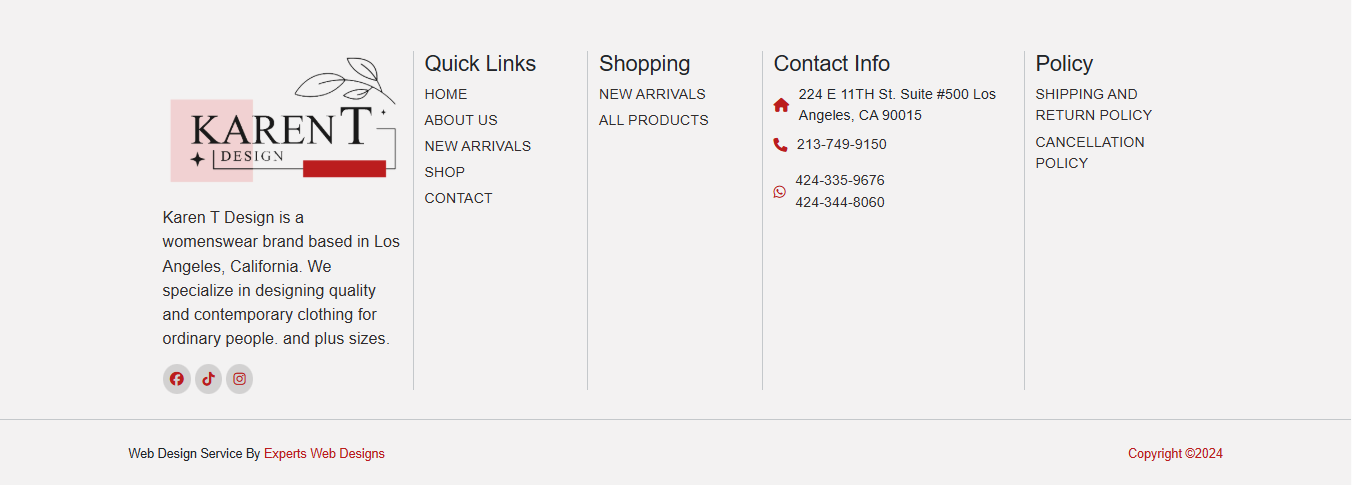 KAREN T
DESIGN
Karen T Design is a
womenswear brand based in Los
Angeles, California. We
specialize in designing quality
and contemporary clothing for
ordinary people. and plus sizes.
Quick Links
HOME
ABOUT US
NEW ARRIVALS
SHOP
CONTACT
Shopping
NEW ARRIVALS
ALL PRODUCTS
Contact Info
224 E 11TH St. Suite #500 Los
Angeles, CA 90015
213-749-9150
424-335-9676
424-344-8060
Policy
SHIPPING AND
RETURN POLICY
CANCELLATION
POLICY
Web Design Service By Experts Web Designs
Copyright ©2024